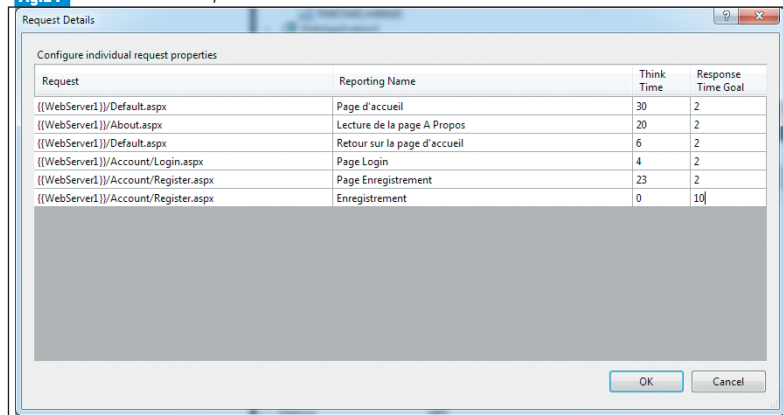 Request Details
Configure individual request properties
Request Reporting Name Think Time Response Time Goal
{{WebServer1}}/Default.aspx Page d'accueil 30 2
{{WebServer1}}/About.aspx Lecture de la page A Propos 20 2
{{WebServer1}}/Default.aspx Retour sur la page d'accueil 6 2
{{WebServer1}}/Account/Login.aspx Page Login 4 2
{{WebServer1}}/Account/Register.aspx Page Enregistrement 23 2
{{WebServer1}}/Account/Register.aspx Enregistrement 0 10
OK Cancel